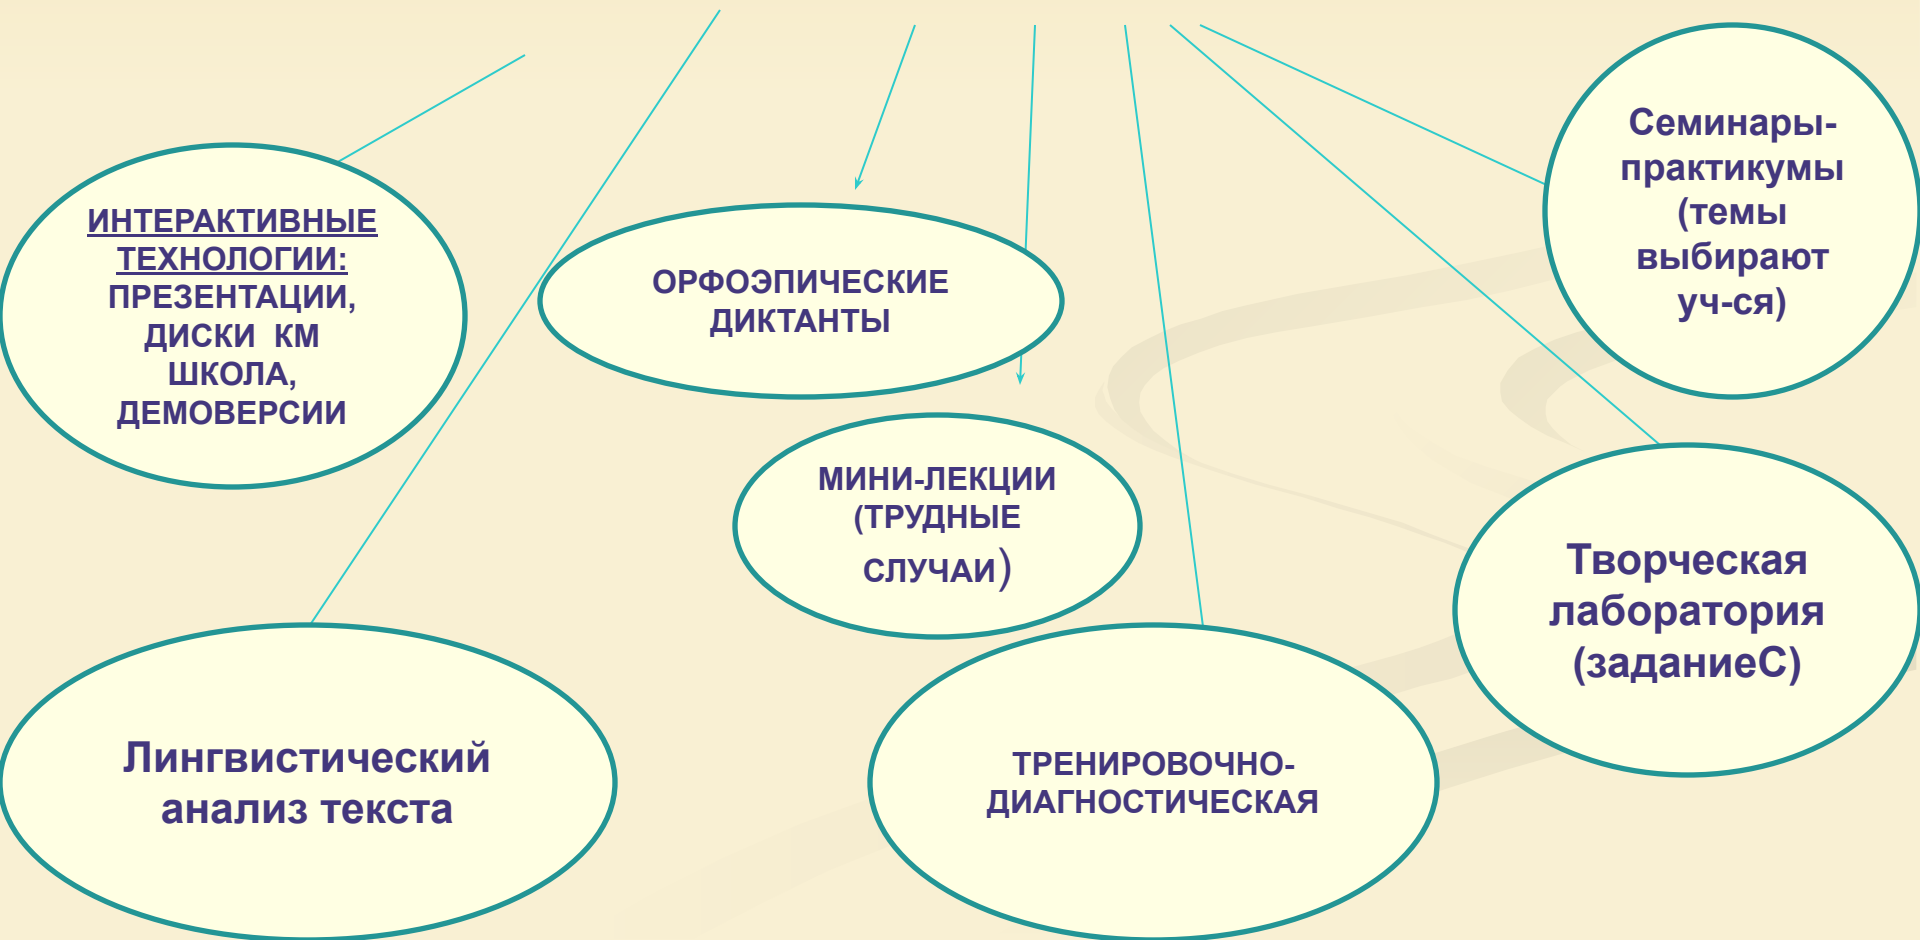 ИНТЕРАКТИВНЫЕ
ТЕХНОЛОГИИ:
ПРЕЗЕНТАЦИИ,
ДИСКИ КМ
ШКОЛА,
ДЕМОВЕРСИИ
ОРФОЭПИЧЕСКИЕ
ДИКТАНТЫ
Семинары-
практикумы
(темы
выбирают
уч-ся)
МИНИ-ЛЕКЦИИ
(ТРУДНЫЕ
СЛУЧАИ)
Творческая
лаборатория
(заданиеС)
Лингвистический
анализ текста
ТРЕНИРОВОЧНО-
ДИАГНОСТИЧЕСКАЯ